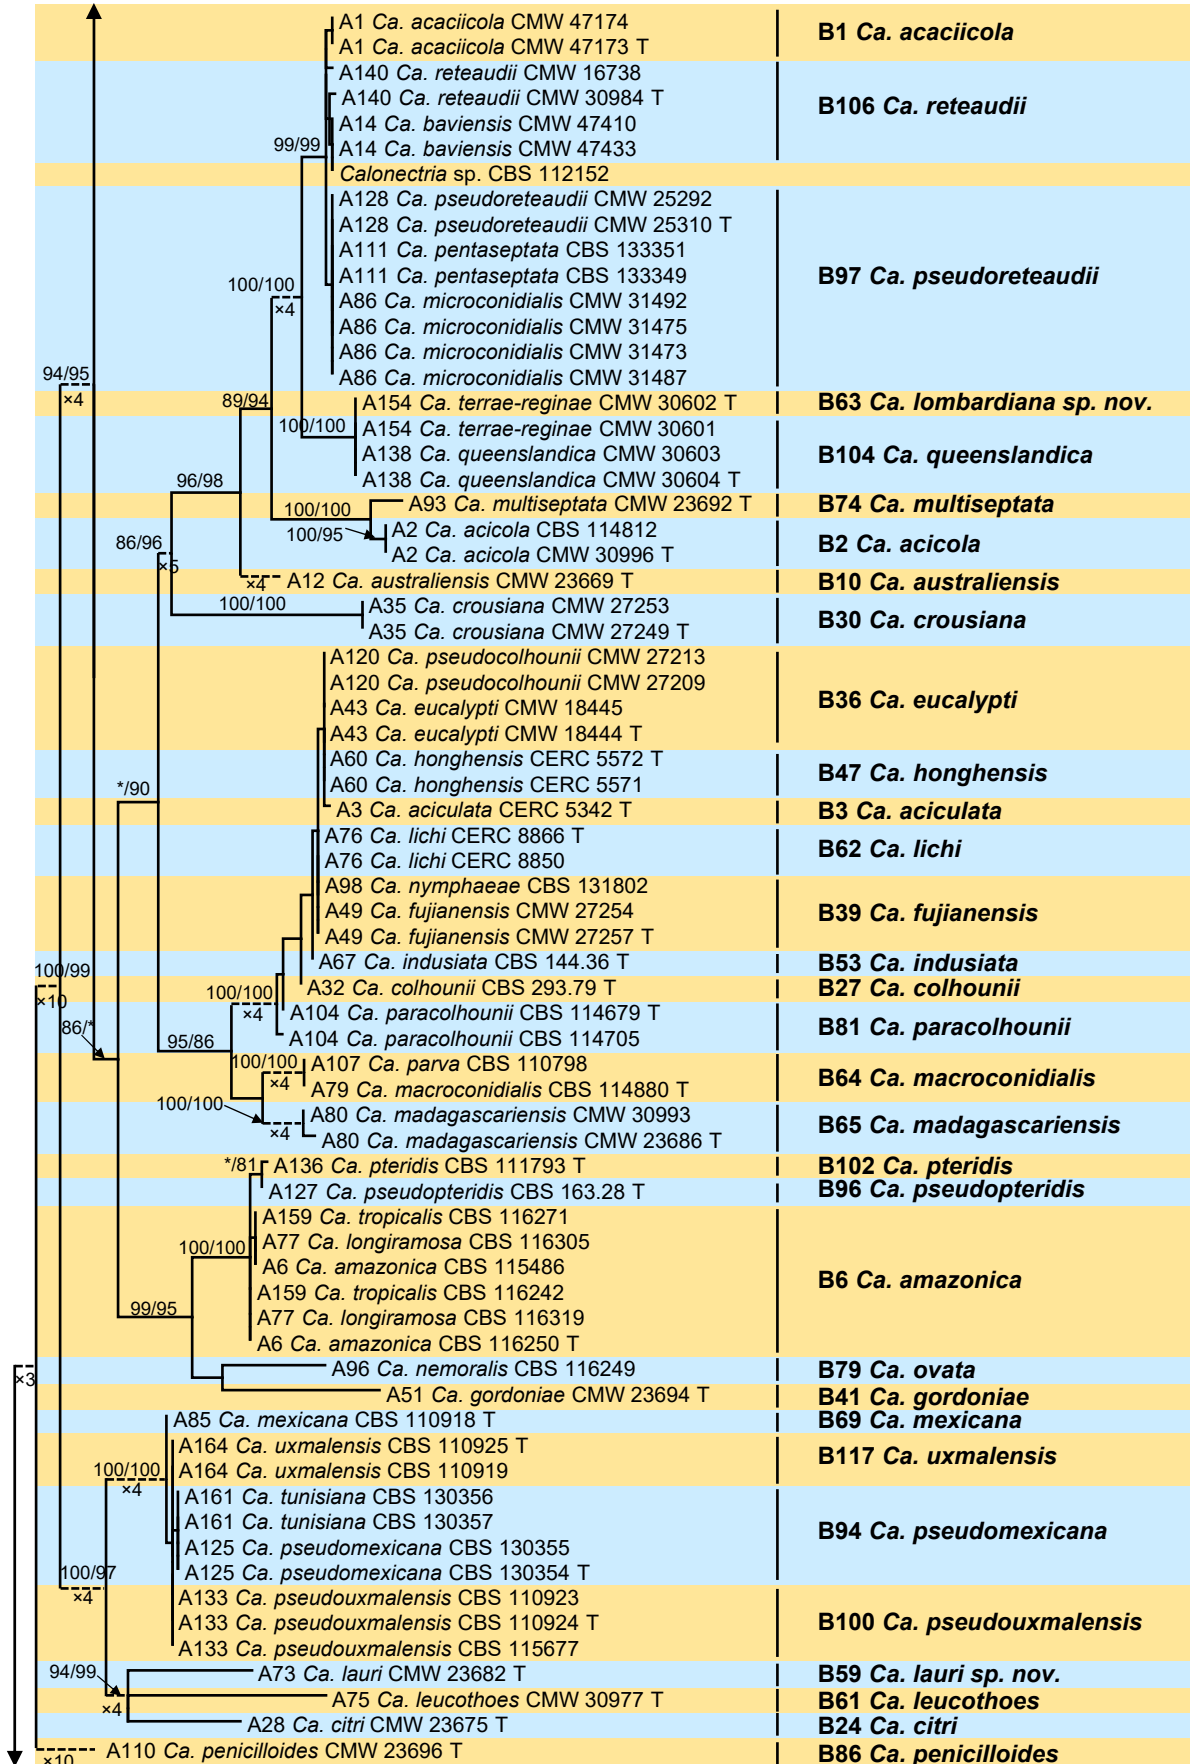 A1 Ca. acaciicola CMW 47174
A1 Ca. acaciicola CMW 47173 T
B1 Ca. acaciicola
A140 Ca. reteaudii CMW 16738
A140 Ca. reteaudii CMW 30984 T
A14 Ca. baviensis CMW 47410
A14 Ca. baviensis CMW 47433
B106 Ca. reteaudii
99/99
Calonectria sp. CBS 112152
A128 Ca. pseudoreteaudii CMW 25292
A128 Ca. pseudoreteaudii CMW 25310 T
A111 Ca. pentaseptata CBS 133351
A111 Ca. pentaseptata CBS 133349
A86 Ca. microconidialis CMW 31492
A86 Ca. microconidialis CMW 31475
A86 Ca. microconidialis CMW 31473
A86 Ca. microconidialis CMW 31487
B97 Ca. pseudoreteaudii
100/100
×4
94/95
×4
89/94
A154 Ca. terrae-reginae CMW 30602 T
B63 Ca. lombardiana sp. nov.
100/100
A154 Ca. terrae-reginae CMW 30601
A138 Ca. queenslandica CMW 30603
A138 Ca. queenslandica CMW 30604 T
B104 Ca. queenslandica
96/98
100/100
A93 Ca. multiseptata CMW 23692 T
B74 Ca. multiseptata
100/95
A2 Ca. acicola CBS 114812
A2 Ca. acicola CMW 30996 T
B2 Ca. acicola
86/96
×5
×4
A12 Ca. australiensis CMW 23669 T
B10 Ca. australiensis
100/100
A35 Ca. crousiana CMW 27253
A35 Ca. crousiana CMW 27249 T
B30 Ca. crousiana
A120 Ca. pseudocolhounii CMW 27213
A120 Ca. pseudocolhounii CMW 27209
A43 Ca. eucalypti CMW 18445
A43 Ca. eucalypti CMW 18444 T
B36 Ca. eucalypti
A60 Ca. honghensis CERC 5572 T
A60 Ca. honghensis CERC 5571
B47 Ca. honghensis
*/90
A3 Ca. aciculata CERC 5342 T
B3 Ca. aciculata
A76 Ca. lichi CERC 8866 T
A76 Ca. lichi CERC 8850
B62 Ca. lichi
A98 Ca. nymphaeae CBS 131802
A49 Ca. fujianensis CMW 27254
A49 Ca. fujianensis CMW 27257 T
B39 Ca. fujianensis
A67 Ca. indusiata CBS 144.36 T
B53 Ca. indusiata
100/99
×10
100/100
×4
A32 Ca. colhounii CBS 293.79 T
B27 Ca. colhounii
A104 Ca. paracolhounii CBS 114679 T
A104 Ca. paracolhounii CBS 114705
B81 Ca. paracolhounii
86/*
95/86
100/100
×4
A107 Ca. parva CBS 110798
A79 Ca. macroconidialis CBS 114880 T
B64 Ca. macroconidialis
100/100
×4
A80 Ca. madagascariensis CMW 30993
A80 Ca. madagascariensis CMW 23686 T
B65 Ca. madagascariensis
*/81
A136 Ca. pteridis CBS 111793 T
B102 Ca. pteridis
A127 Ca. pseudopteridis CBS 163.28 T
B96 Ca. pseudopteridis
100/100
A159 Ca. tropicalis CBS 116271
A77 Ca. longiramosa CBS 116305
A6 Ca. amazonica CBS 115486
A159 Ca. tropicalis CBS 116242
A77 Ca. longiramosa CBS 116319
A6 Ca. amazonica CBS 116250 T
B6 Ca. amazonica
99/95
A96 Ca. nemoralis CBS 116249
B79 Ca. ovata
×3
A51 Ca. gordoniae CMW 23694 T
B41 Ca. gordoniae
A85 Ca. mexicana CBS 110918 T
B69 Ca. mexicana
A164 Ca. uxmalensis CBS 110925 T
A164 Ca. uxmalensis CBS 110919
B117 Ca. uxmalensis
100/100
×4
A161 Ca. tunisiana CBS 130356
A161 Ca. tunisiana CBS 130357
A125 Ca. pseudomexicana CBS 130355
A125 Ca. pseudomexicana CBS 130354 T
B94 Ca. pseudomexicana
100/97
×4
A133 Ca. pseudouxmalensis CBS 110923
A133 Ca. pseudouxmalensis CBS 110924 T
A133 Ca. pseudouxmalensis CBS 115677
B100 Ca. pseudouxmalensis
94/99
×4
A73 Ca. lauri CMW 23682 T
B59 Ca. lauri sp. nov.
A75 Ca. leucothoes CMW 30977 T
B61 Ca. leucothoes
A28 Ca. citri CMW 23675 T
B24 Ca. citri
×10
A110 Ca. penicilloides CMW 23696 T
B86 Ca. penicilloides